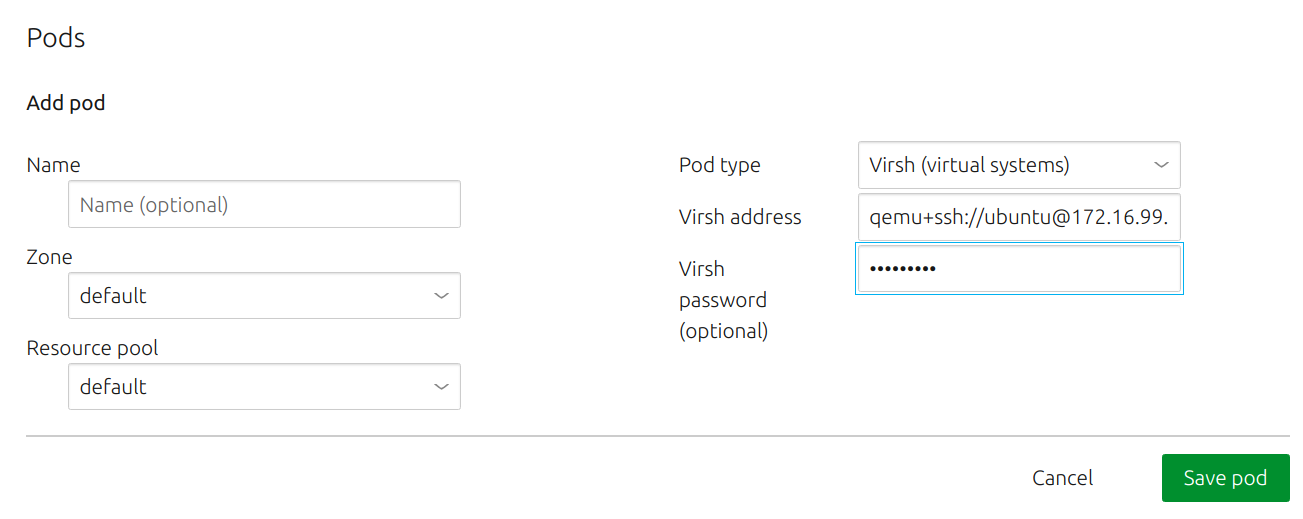 Pods
Add pod
Name
Name (optional)
Zone
default
Resource pool
default
Pod type
Virsh (virtual systems)
Virsh address
qemu+ssh://ubuntu@172.16.99.
Virsh
password
(optional)
•••••••••
Cancel
Save pod